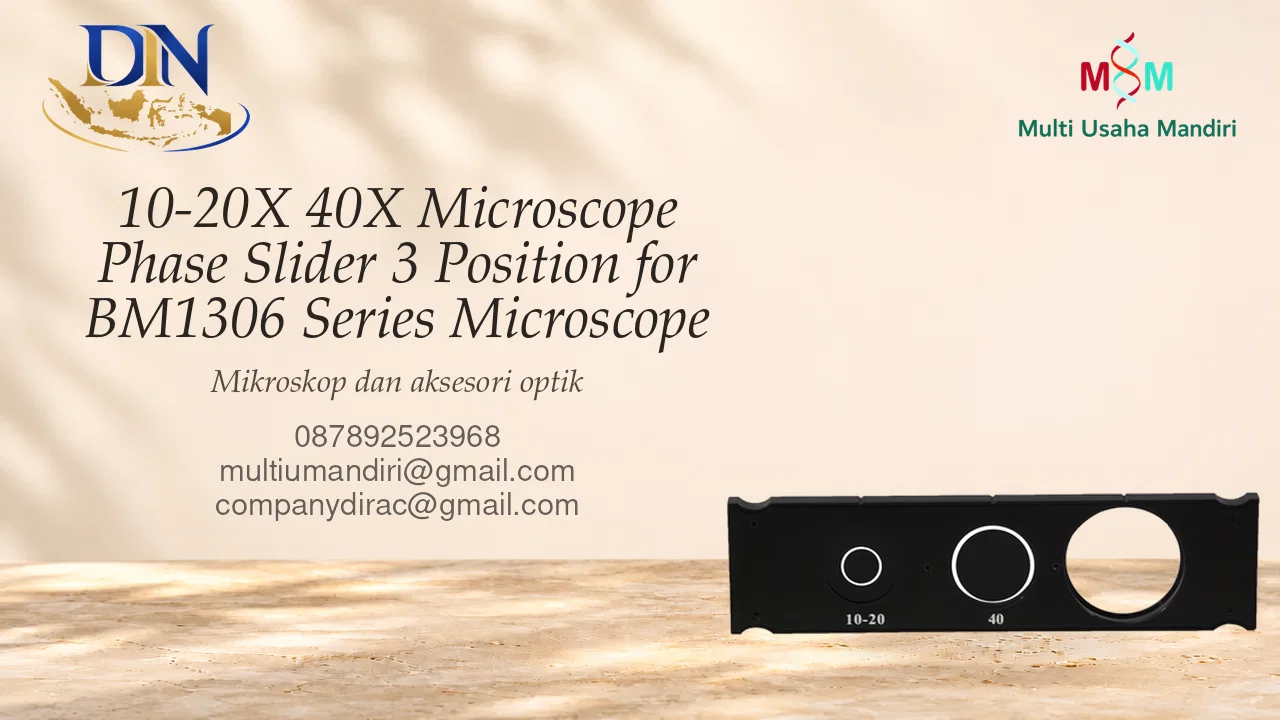 DIN
M M
Multi Usaha Mandiri
10-20X 40X Microscope
Phase Slider 3 Position for
BM1306 Series Microscope
Mikroskop dan aksesori optik
087892523968
multiumandiri@gmail.com
companydirac@gmail.com
10-20
40